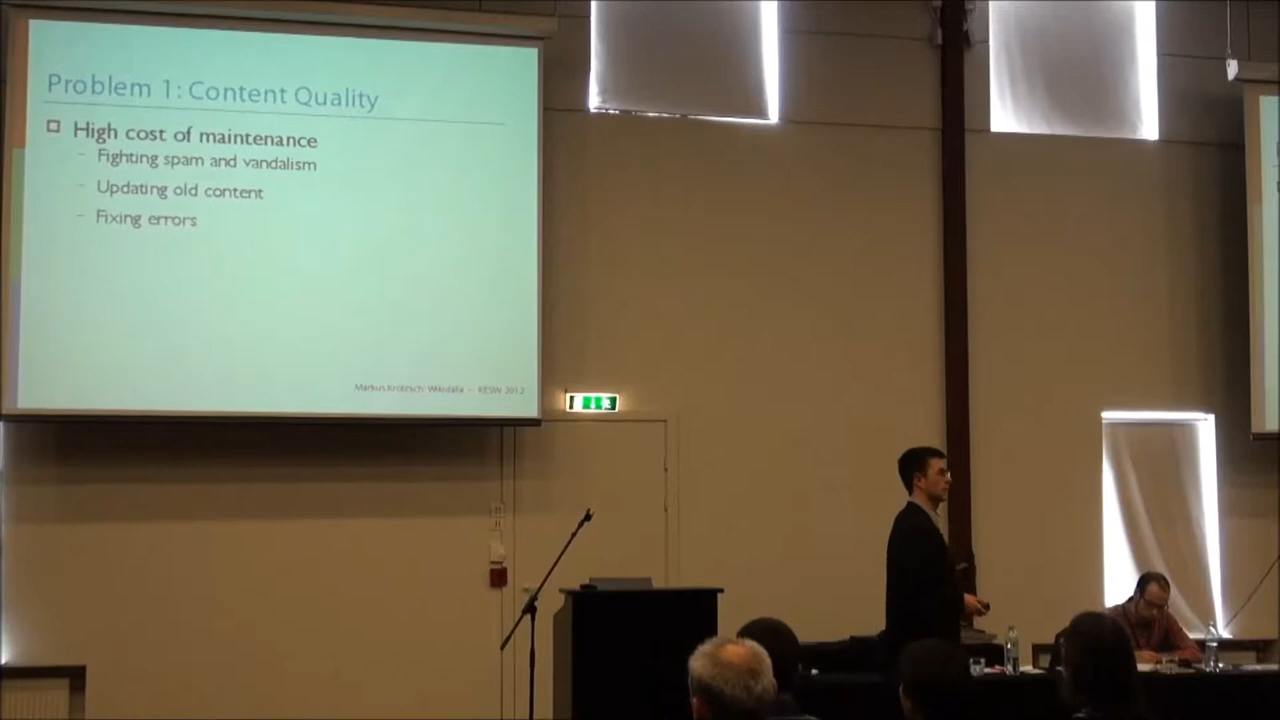 Problem 1: Content Quality
High cost of maintenance
– Fighting spam and vandalism
– Updating old content
– Fixing errors
Markus Krötzsch: Wikidata — KESW 2012